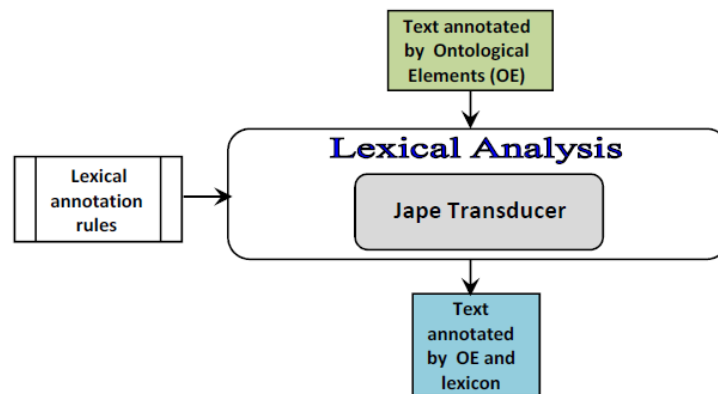 Text annotated
by Ontological
Elements (OE)
Lexical Analysis
Lexical
annotation
rules
Jape Transducer
Text
annotated
by OE and
lexicon